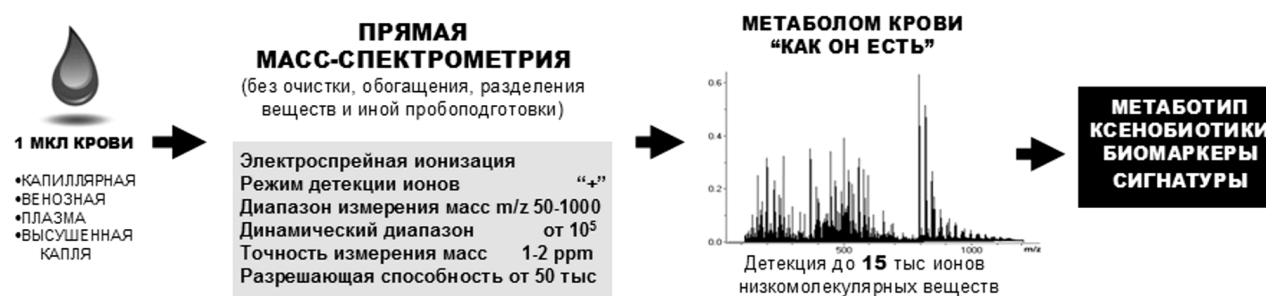 1 МКЛ КРОВИ
•КАПИЛЛЯРНАЯ
•ВЕНОЗНАЯ
•ПЛАЗМА
•ВЫСУШЕННАЯ
КАПЛЯ
ПРЯМАЯ
МАСС-СПЕКТРОМЕТРИЯ
(без очистки, обогащения, разделения
веществ и иной пробоподготовки)
Электроспрейная ионизация
Режим детекции ионов “+”
Диапазон измерения масс m/z 50-1000
Динамический диапазон от 10⁵
Точность измерения масс 1-2 ppm
Разрешающая способность от 50 тыс
МЕТАБОЛОМ КРОВИ
“КАК ОН ЕСТЬ”
0.6
0.4
0.2
0.0
500 1000 m/z
Детекция до 15 тыс ионов
низкомолекулярных веществ
МЕТАБОТИП
КСЕНОБИОТИКИ
БИОМАРКЕРЫ
СИГНАТУРЫ